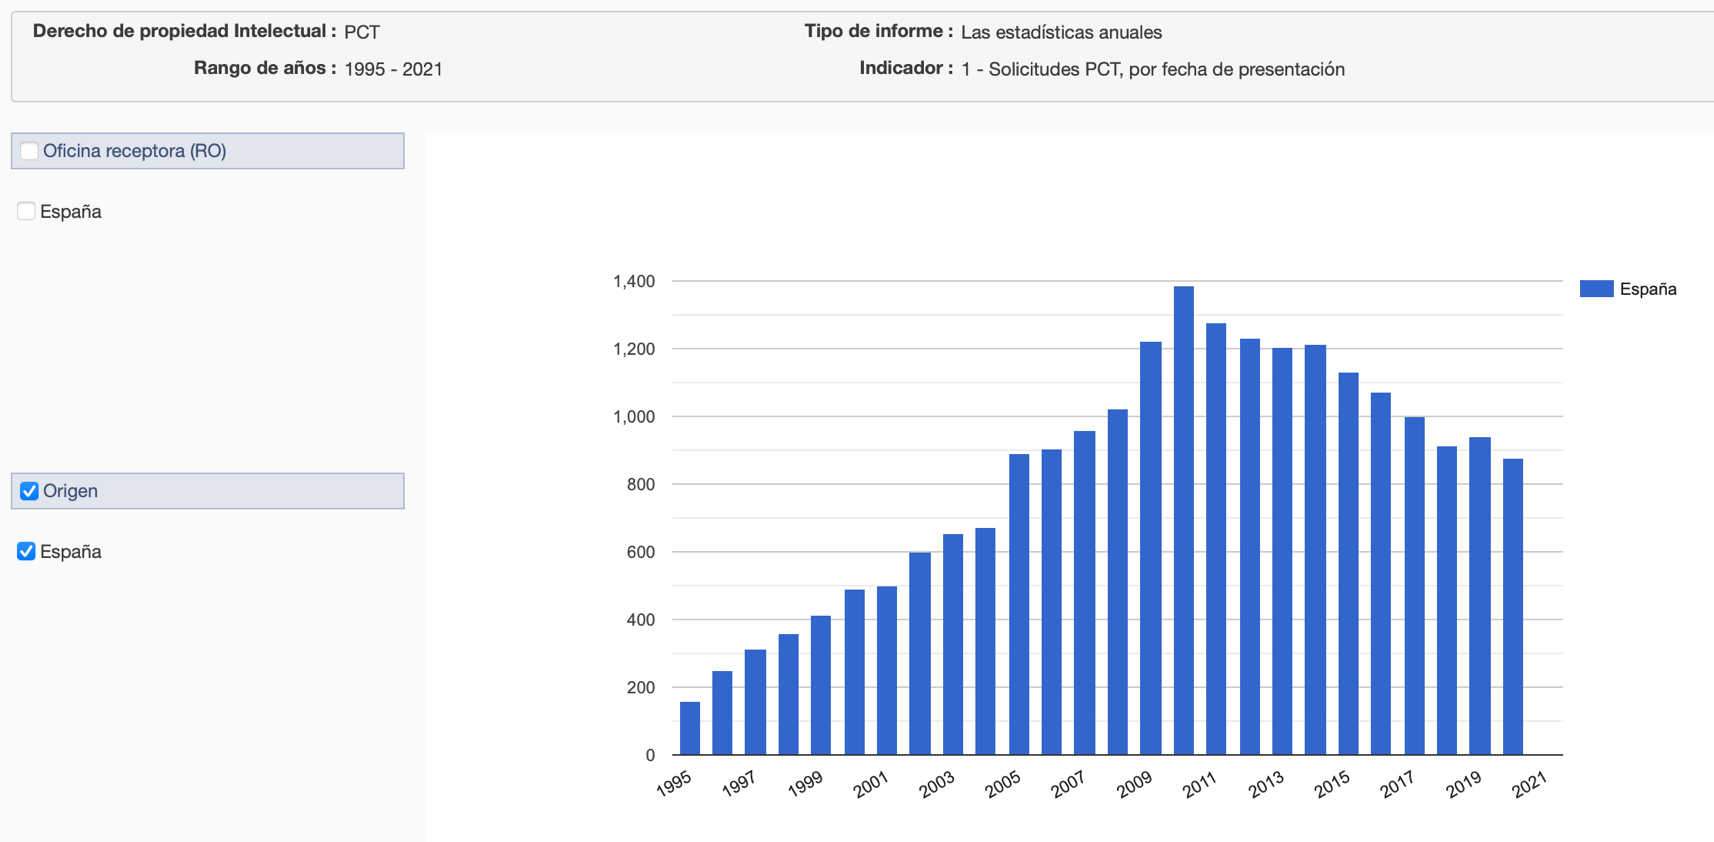 Derecho de propiedad Intelectual : PCT
Tipo de informe : Las estadísticas anuales
Rango de años : 1995 - 2021
Indicador : 1 - Solicitudes PCT, por fecha de presentación
Oficina receptora (RO)
España
Origen
España
1,400
1,200
1,000
800
600
400
200
0
1995 1997 1999 2001 2003 2005 2007 2009 2011 2013 2015 2017 2019 2021
España